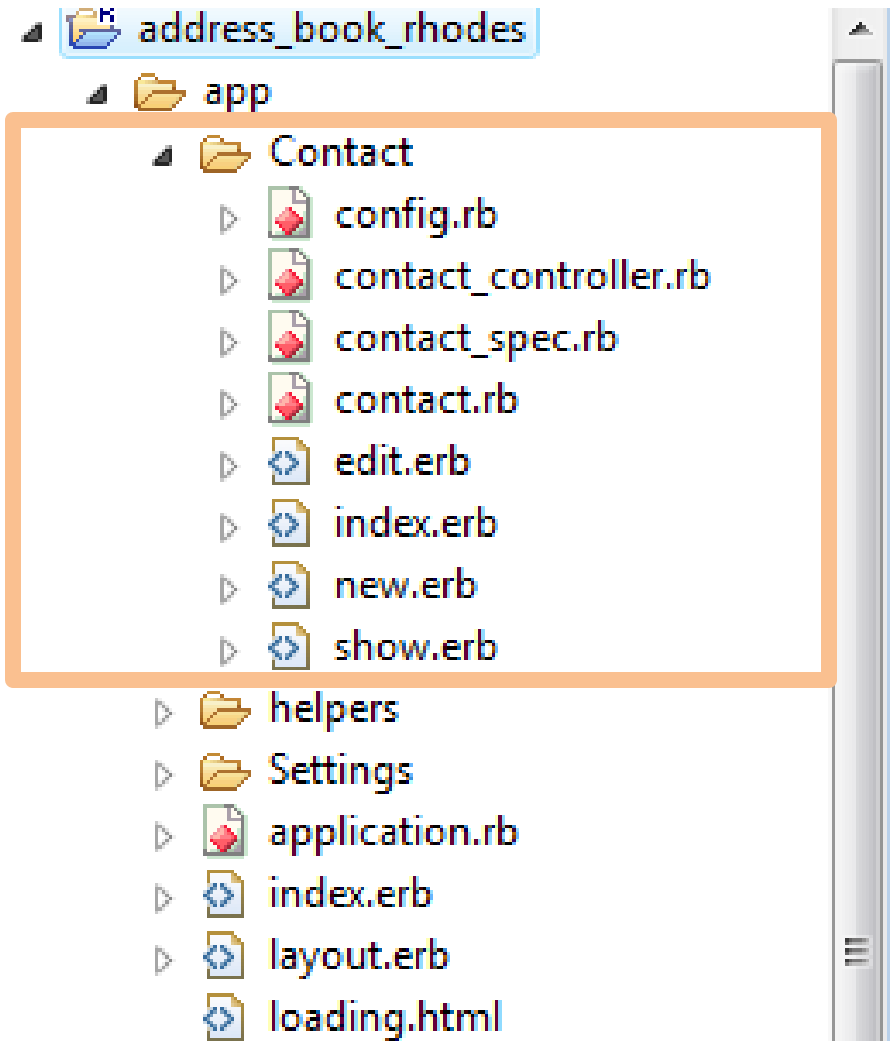 address_book_rhodes
app
Contact
config.rb
contact_controller.rb
contact_spec.rb
contact.rb
edit.erb
index.erb
new.erb
show.erb
helpers
Settings
application.rb
index.erb
layout.erb
loading.html